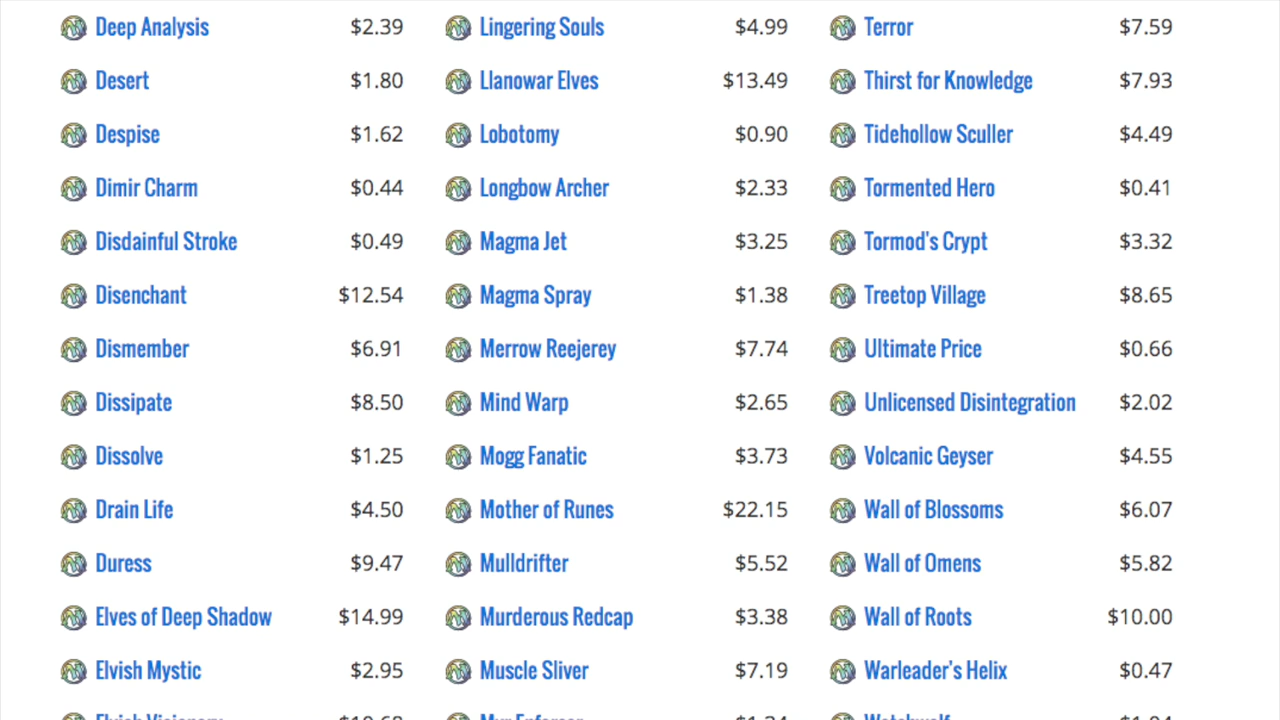 Deep Analysis $2.39
Desert $1.80
Despise $1.62
Dimir Charm $0.44
Disdainful Stroke $0.49
Disenchant $12.54
Dismember $6.91
Dissipate $8.50
Dissolve $1.25
Drain Life $4.50
Duress $9.47
Elves of Deep Shadow $14.99
Elvish Mystic $2.95
Lingering Souls $4.99
Llanowar Elves $13.49
Lobotomy $0.90
Longbow Archer $2.33
Magma Jet $3.25
Magma Spray $1.38
Merrow Reejerey $7.74
Mind Warp $2.65
Mogg Fanatic $3.73
Mother of Runes $22.15
Mulldrifter $5.52
Murderous Redcap $3.38
Muscle Sliver $7.19
Terror $7.59
Thirst for Knowledge $7.93
Tidehollow Sculler $4.49
Tormented Hero $0.41
Tormod's Crypt $3.32
Treetop Village $8.65
Ultimate Price $0.66
Unlicensed Disintegration $2.02
Volcanic Geyser $4.55
Wall of Blossoms $6.07
Wall of Omens $5.82
Wall of Roots $10.00
Warleader's Helix $0.47